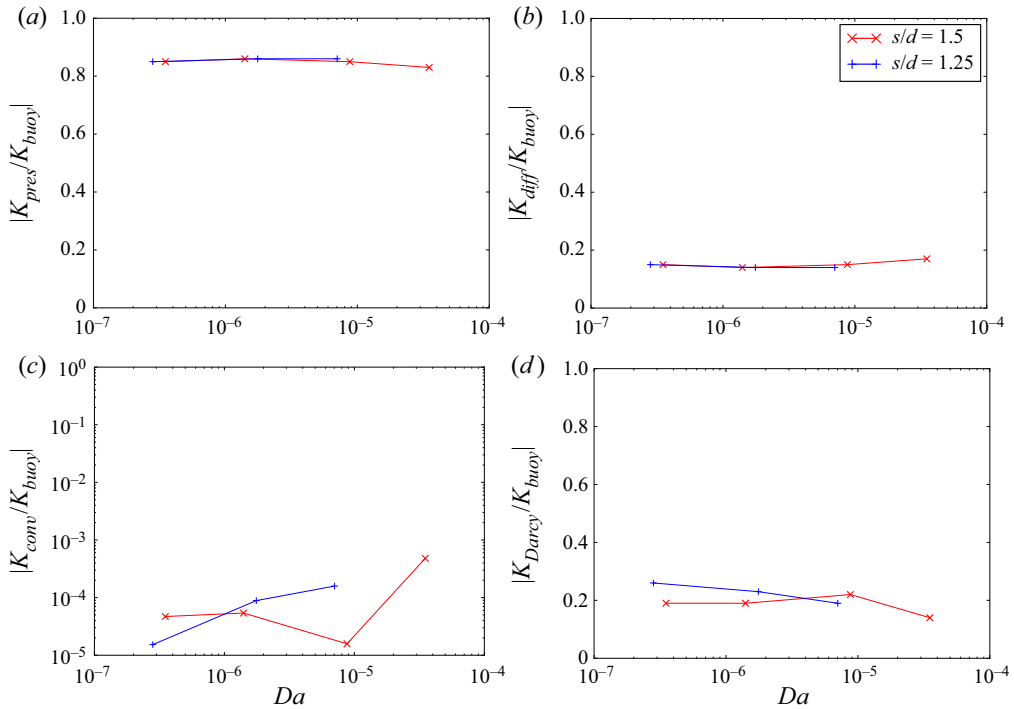 (a)
1.0
0.8
0.6
0.4
0.2
0
|K_pres/K_buoy|
10⁻⁷ 10⁻⁶ 10⁻⁵ 10⁻⁴
(b)
1.0
0.8
0.6
0.4
0.2
0
|K_diff/K_buoy|
s/d = 1.5
s/d = 1.25
10⁻⁷ 10⁻⁶ 10⁻⁵ 10⁻⁴
(c)
10⁰
10⁻¹
10⁻²
10⁻³
10⁻⁴
10⁻⁵
|K_conv/K_buoy|
10⁻⁷ 10⁻⁶ 10⁻⁵ 10⁻⁴
Da
(d)
1.0
0.8
0.6
0.4
0.2
0
|K_Darcy/K_buoy|
10⁻⁷ 10⁻⁶ 10⁻⁵ 10⁻⁴
Da